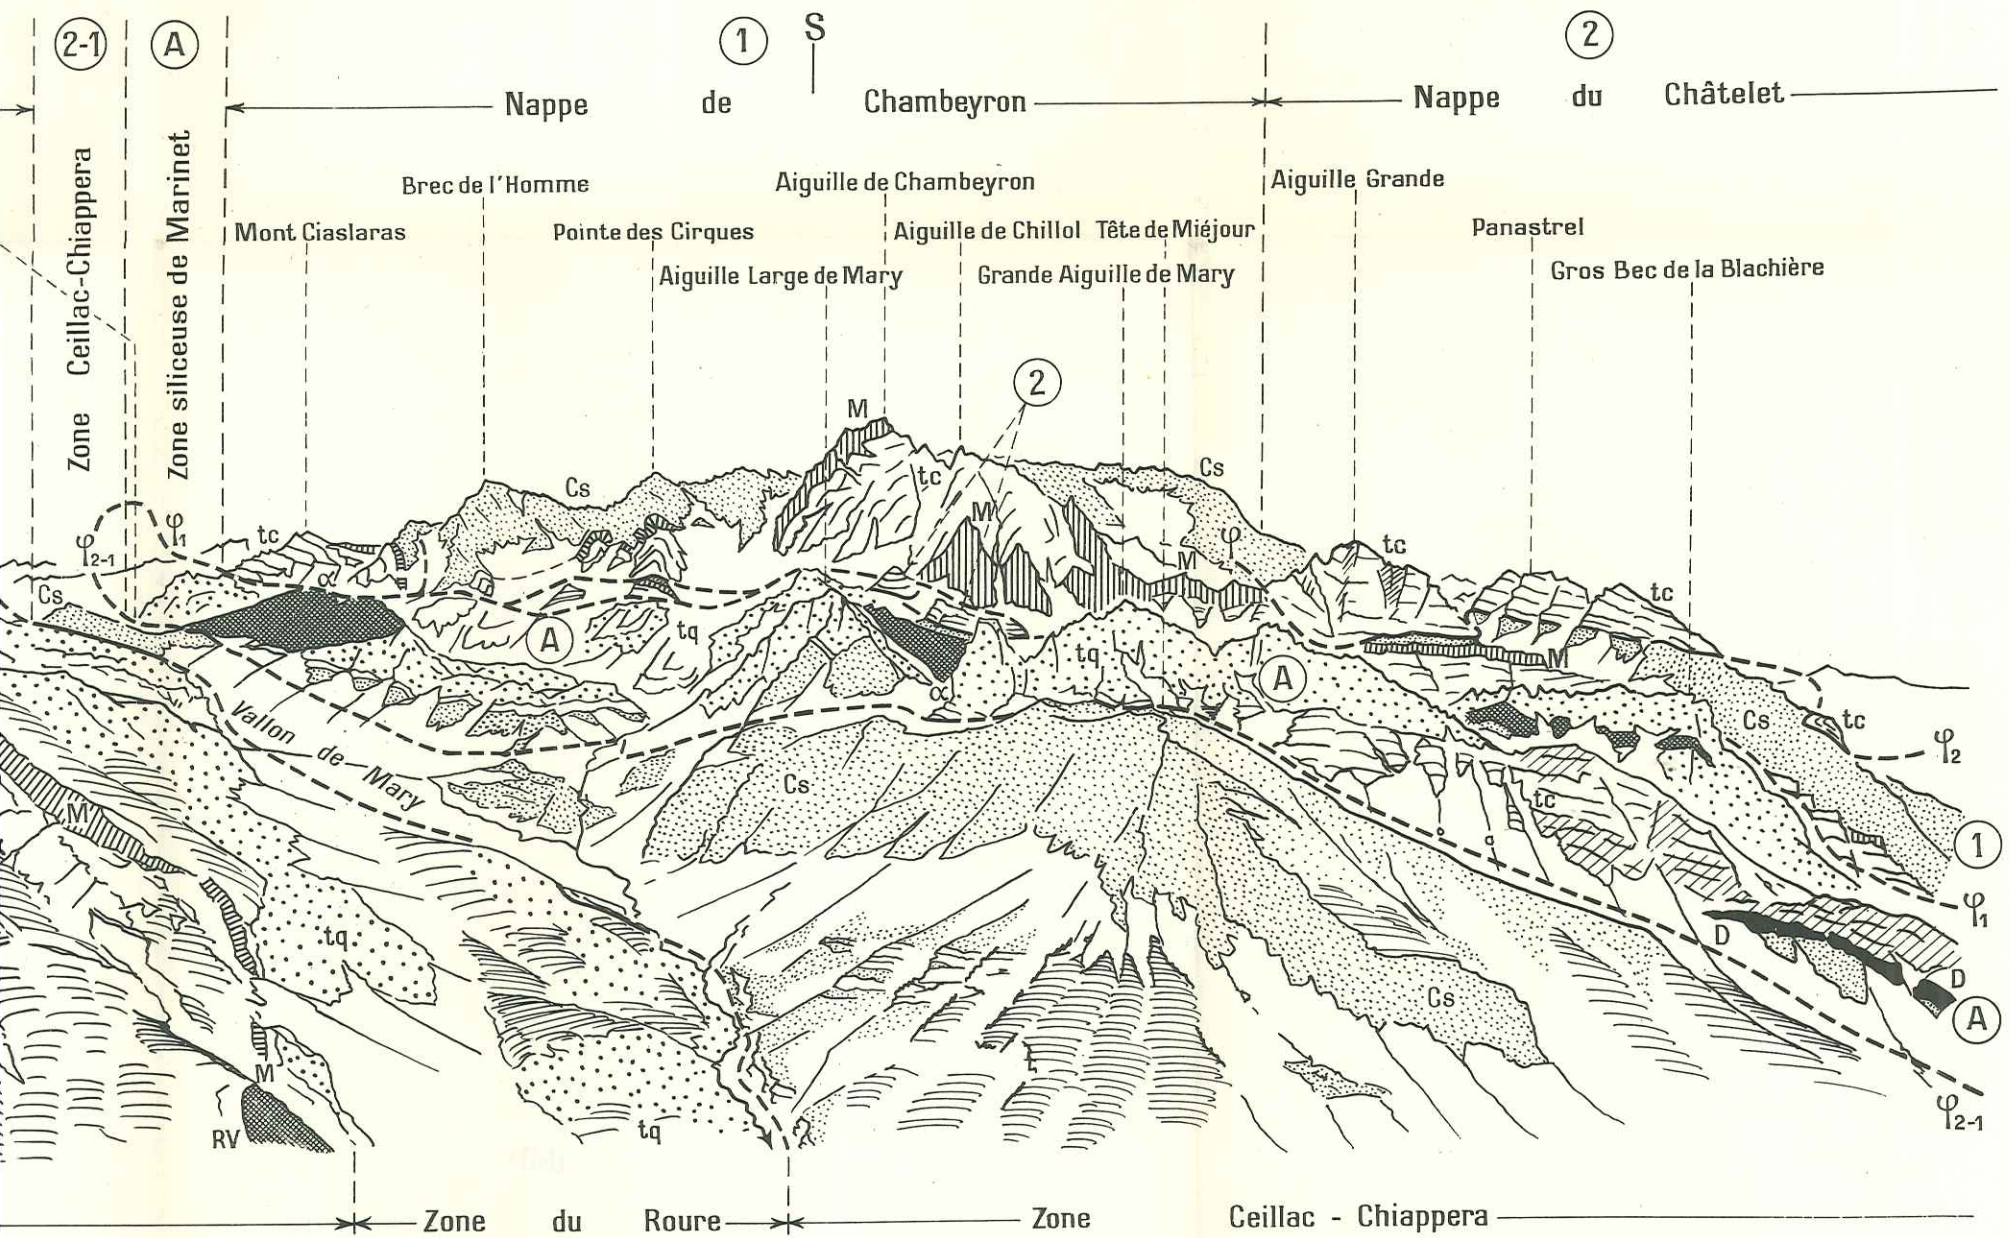 2-1 A 1 S 2
Nappe de Chambeyron Nappe du Châtelet
Zone Ceillac-Chiappera
Zone siliceuse de Marinet
Brec de l'Homme Aiguille de Chambeyron Aiguille Grande
Mont Ciaslaras Pointe des Cirques Aiguille de Chillol Tête de Miéjour Panastrel
Aiguille Large de Mary Grande Aiguille de Mary Gros Bec de la Blachière
2
M
Cs tc Cs
M
φ2-1 φ1 tc φ tc
α M
Cs tc
A tq tq M
α A
Vallon de Mary Cs tc
φ2
Cs
M tc
1
φ1
tq D
D
Cs A
M
φ2-1
RV tq
Zone du Roure Zone Ceillac - Chiappera